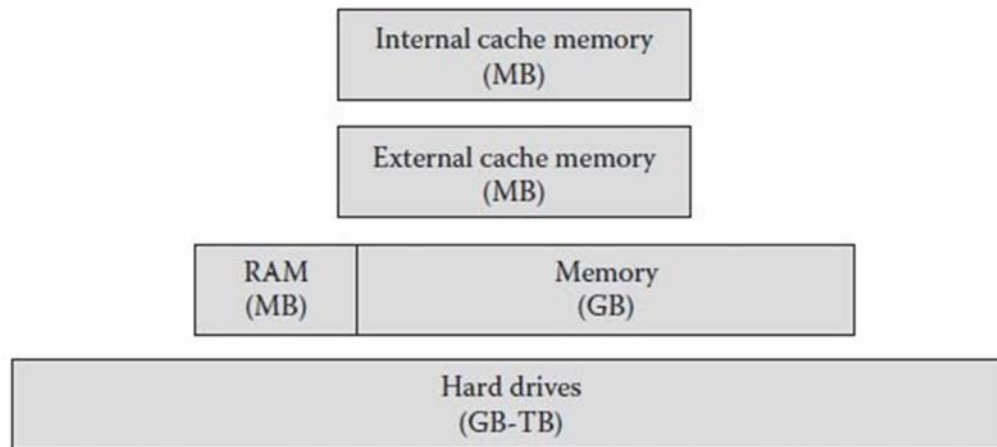 Internal cache memory
(MB)
External cache memory
(MB)
RAM
(MB)
Memory
(GB)
Hard drives
(GB-TB)